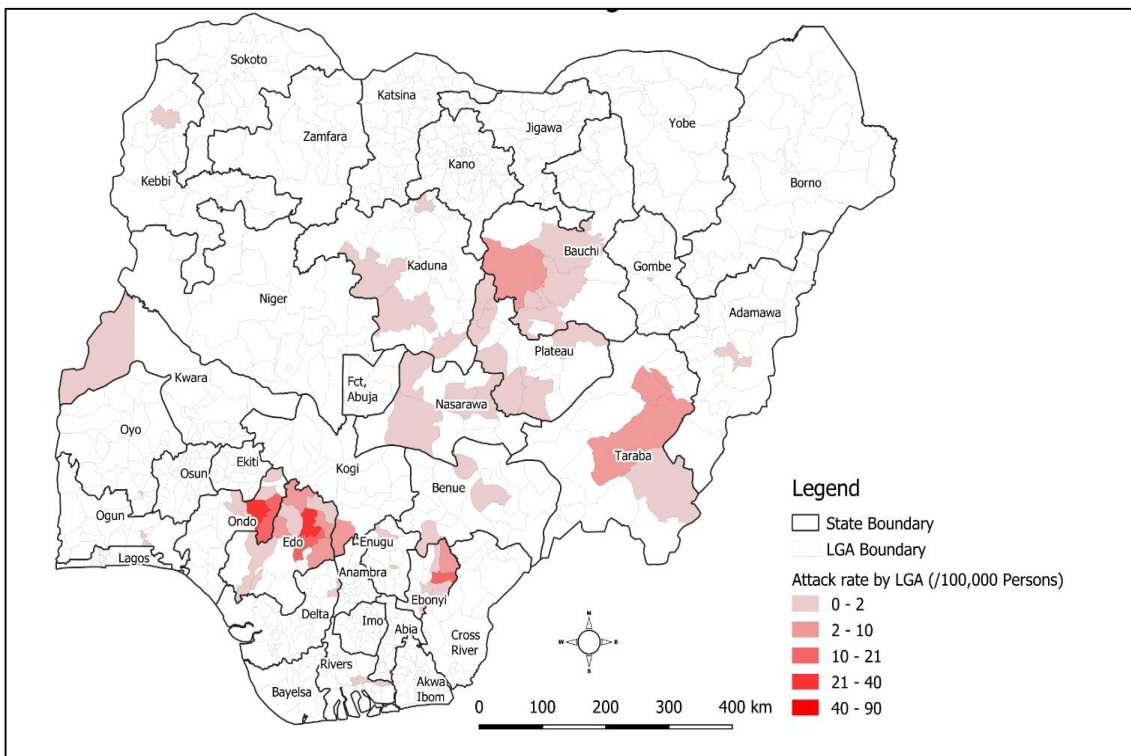 Sokoto
Katsina
Yobe
Jigawa
Zamfara
Kano
Borno
Kebbi
Bauchi
Kaduna
Gombe
Niger
Adamawa
Plateau
Kwara
Fct,
Abuja
Nasarawa
Oyo
Taraba
Ekiti
Kogi
Osun
Benue
Ogun
Ondo
Edo
Enugu
Lagos
Anambra
Ebonyi
Delta
Imo
Abia
Cross
River
Rivers
Akwa
Ibom
Bayelsa
N
W
E
S
0
100
200
300
400 km
Legend
State Boundary
LGA Boundary
Attack rate by LGA (/100,000 Persons)
0 - 2
2 - 10
10 - 21
21 - 40
40 - 90